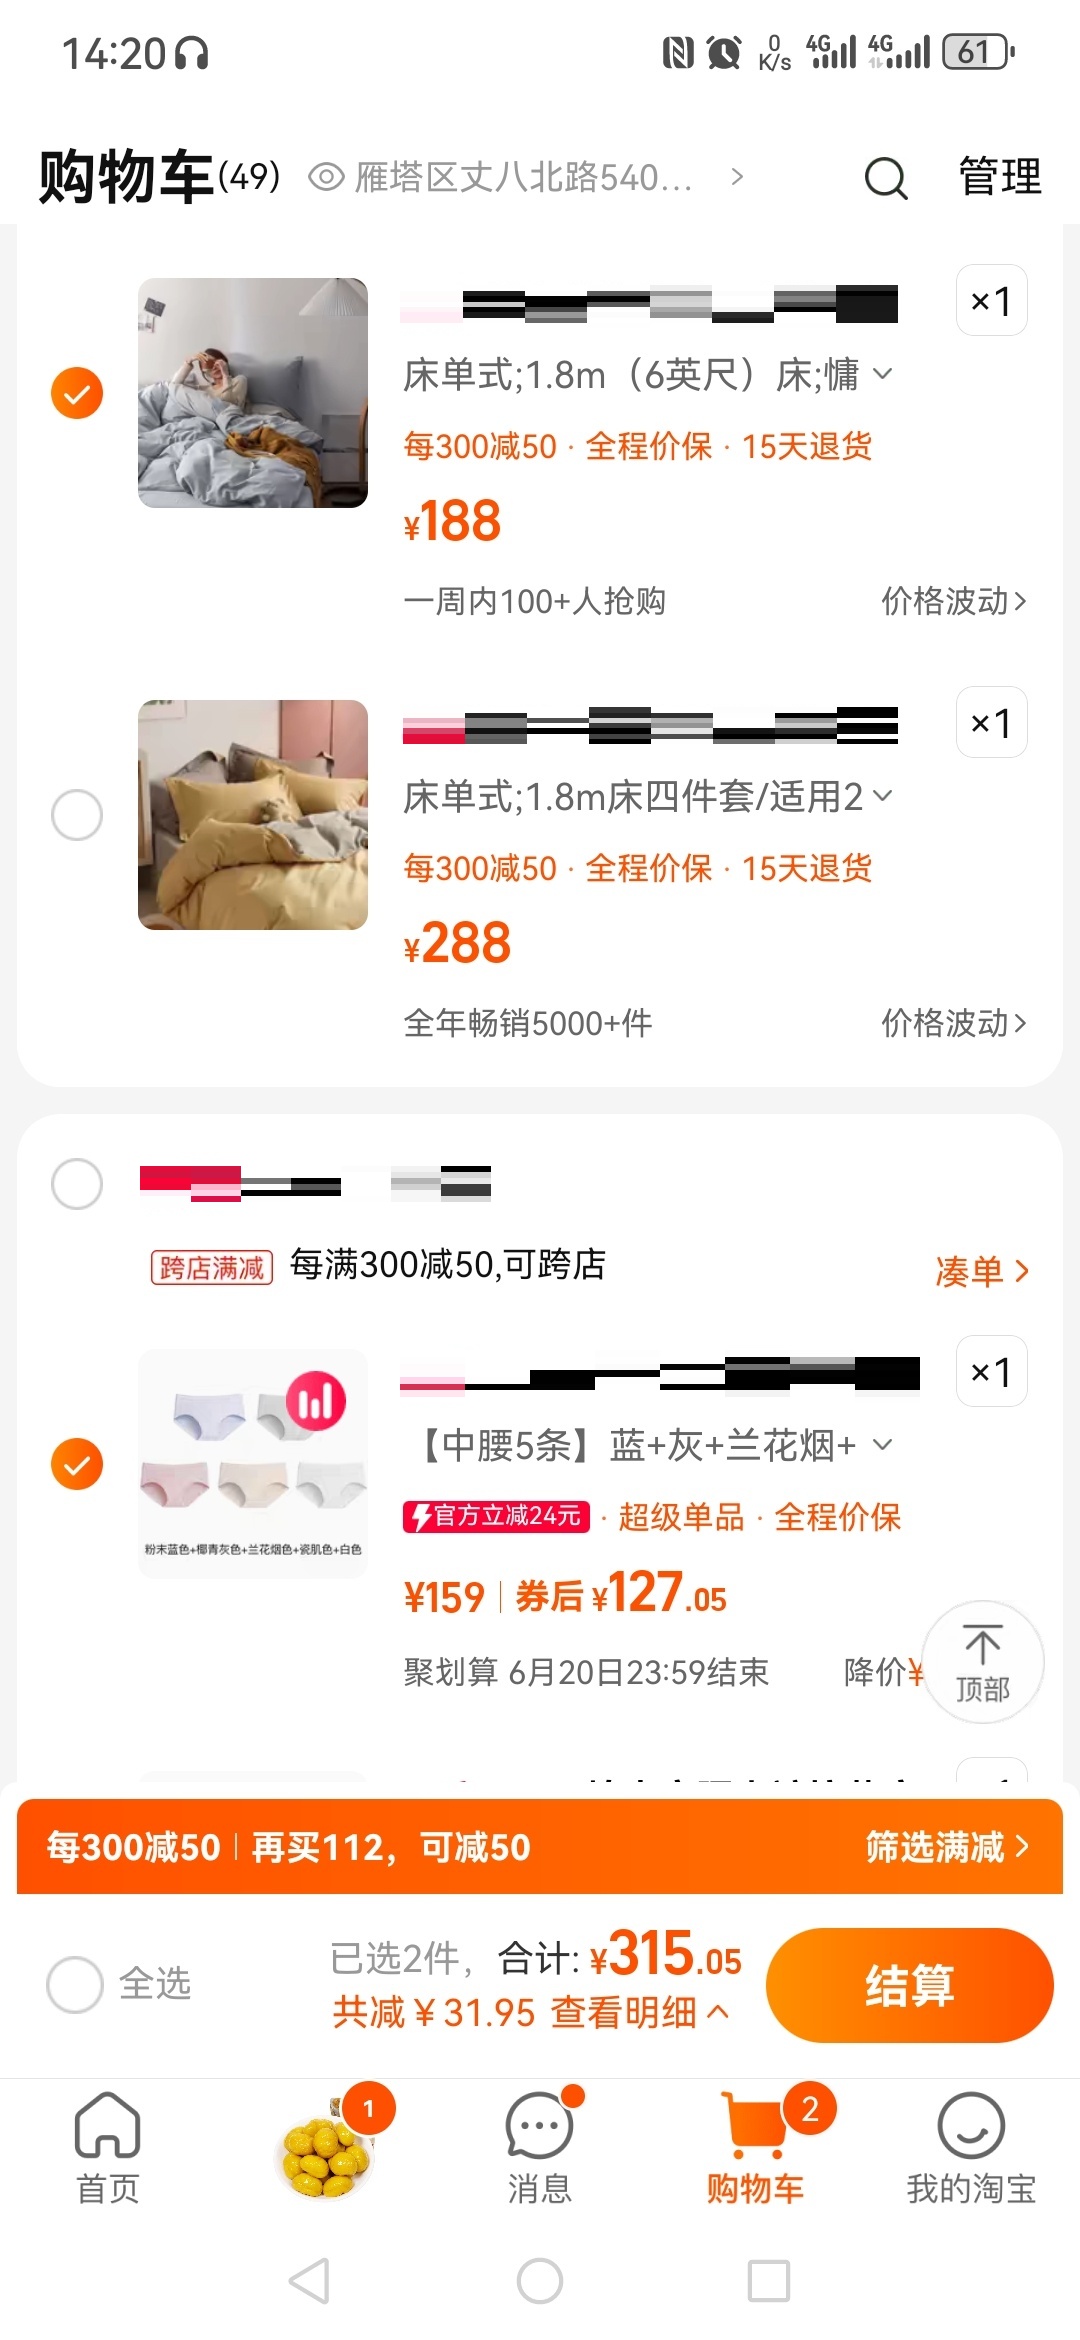 14:20
0 K/s 4G 4G 61
购物车(49) 雁塔区丈八北路540... 管理
×1
床单式;1.8m（6英尺）床;慵
每300减50 · 全程价保 · 15天退货
¥188
一周内100+人抢购 价格波动
×1
床单式;1.8m床四件套/适用2
每300减50 · 全程价保 · 15天退货
¥288
全年畅销5000+件 价格波动
跨店满减 每满300减50,可跨店 凑单
×1
【中腰5条】蓝+灰+兰花烟+
官方立减24元 · 超级单品 · 全程价保
粉末蓝色+椰青灰色+兰花烟色+瓷肌色+白色
¥159 券后 ¥127.05
聚划算 6月20日23:59结束 降价¥
顶部
每300减50 再买112，可减50 筛选满减
全选 已选2件，合计: ¥315.05 结算
共减￥31.95 查看明细
1 2
首页 消息 购物车 我的淘宝